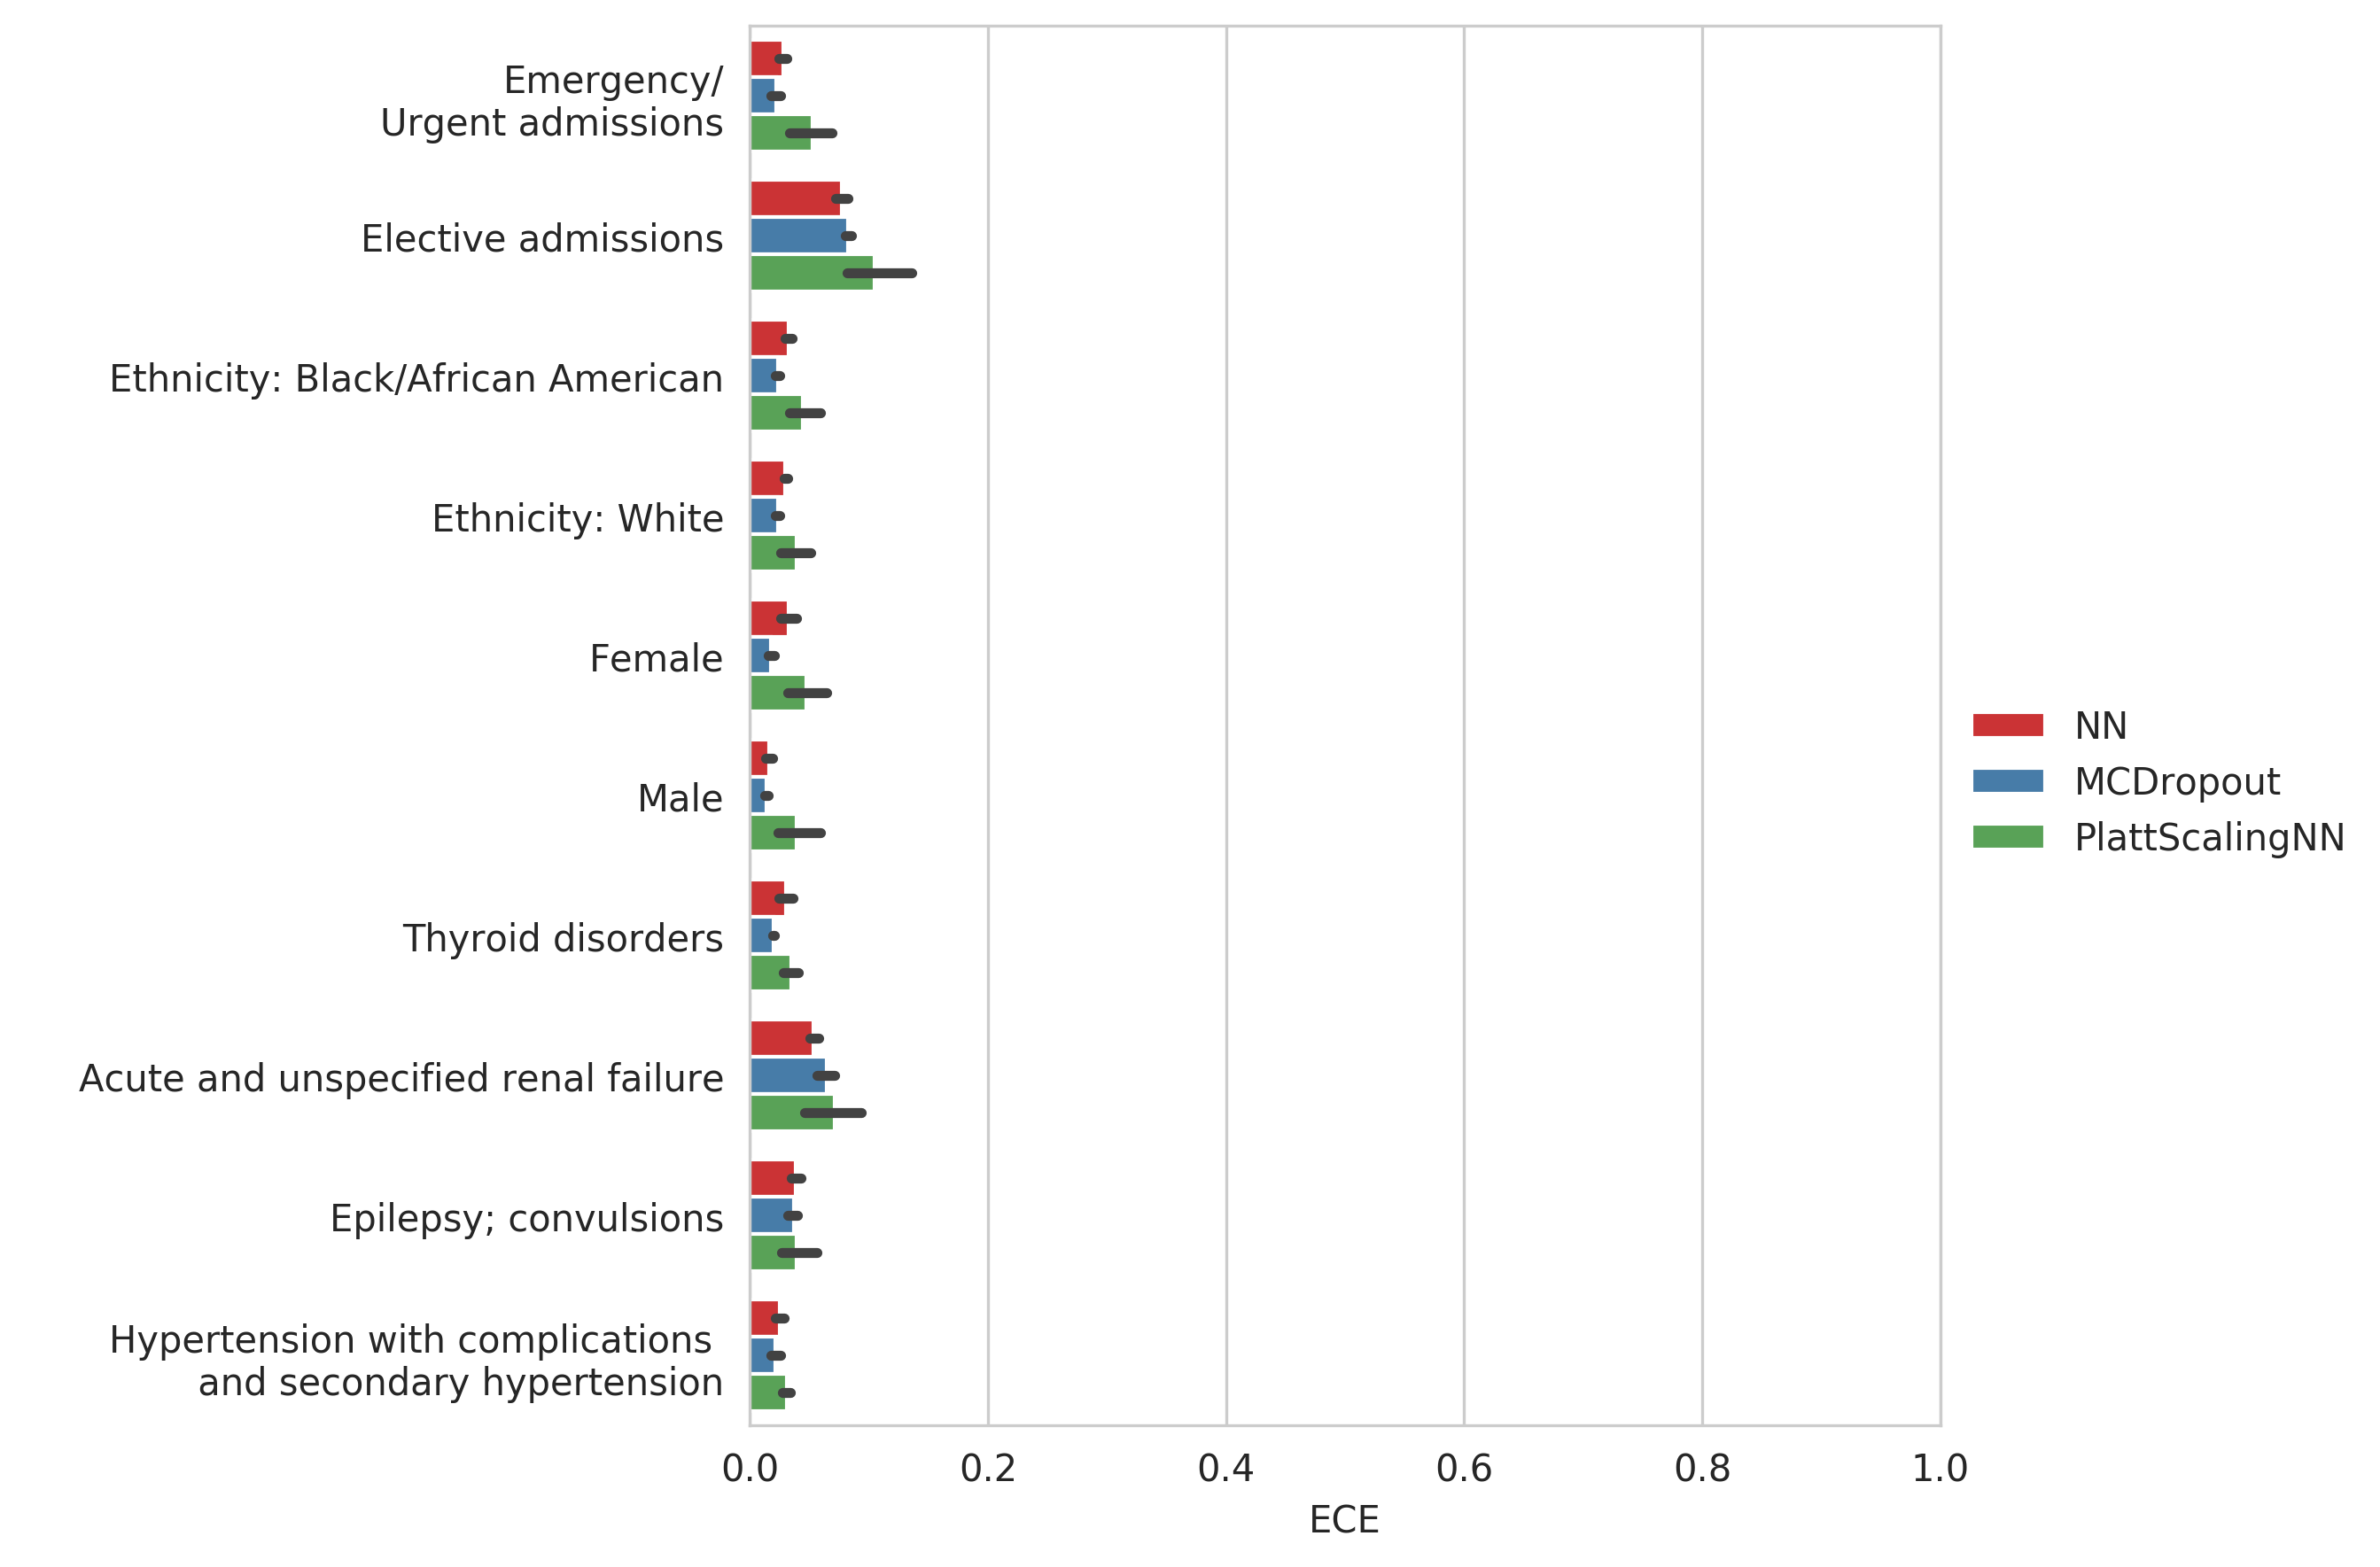 Emergency/
Urgent admissions
Elective admissions
Ethnicity: Black/African American
Ethnicity: White
Female
Male
Thyroid disorders
Acute and unspecified renal failure
Epilepsy; convulsions
Hypertension with complications
and secondary hypertension
0.0 0.2 0.4 0.6 0.8 1.0
ECE
NN
MCDropout
PlattScalingNN